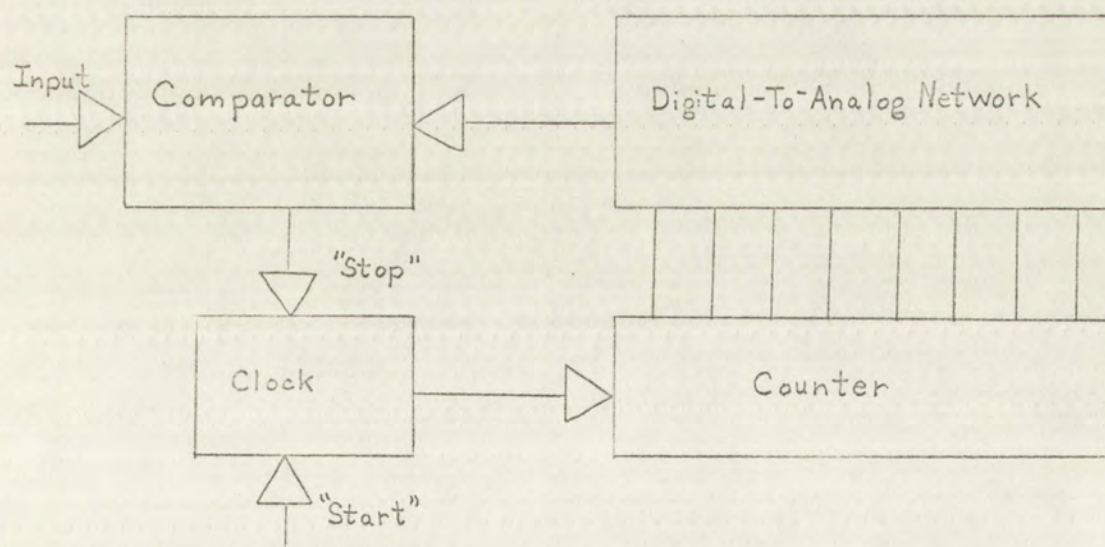 Input
Comparator
Digital-To-Analog Network
"Stop"
Clock
Counter
"Start"